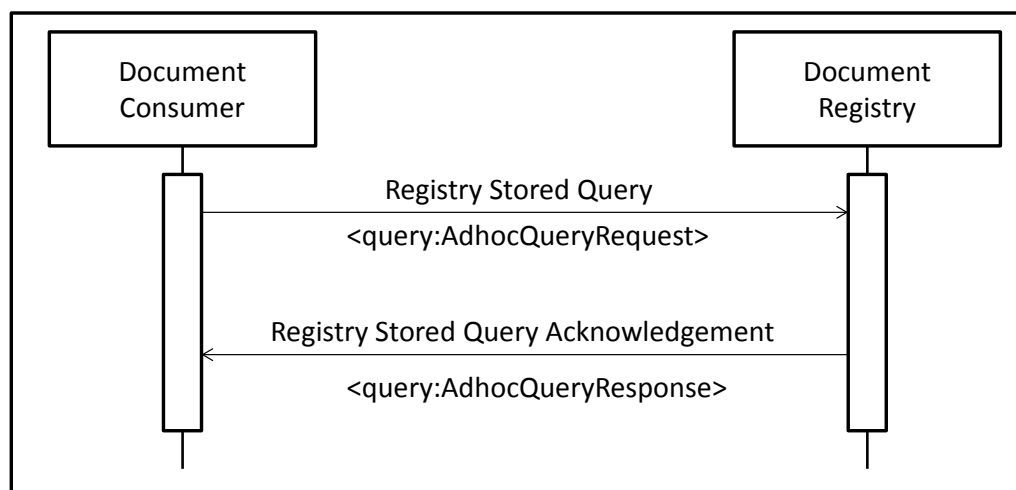 Document
Consumer
Document
Registry
Registry Stored Query
<query:AdhocQueryRequest>
Registry Stored Query Acknowledgement
<query:AdhocQueryResponse>